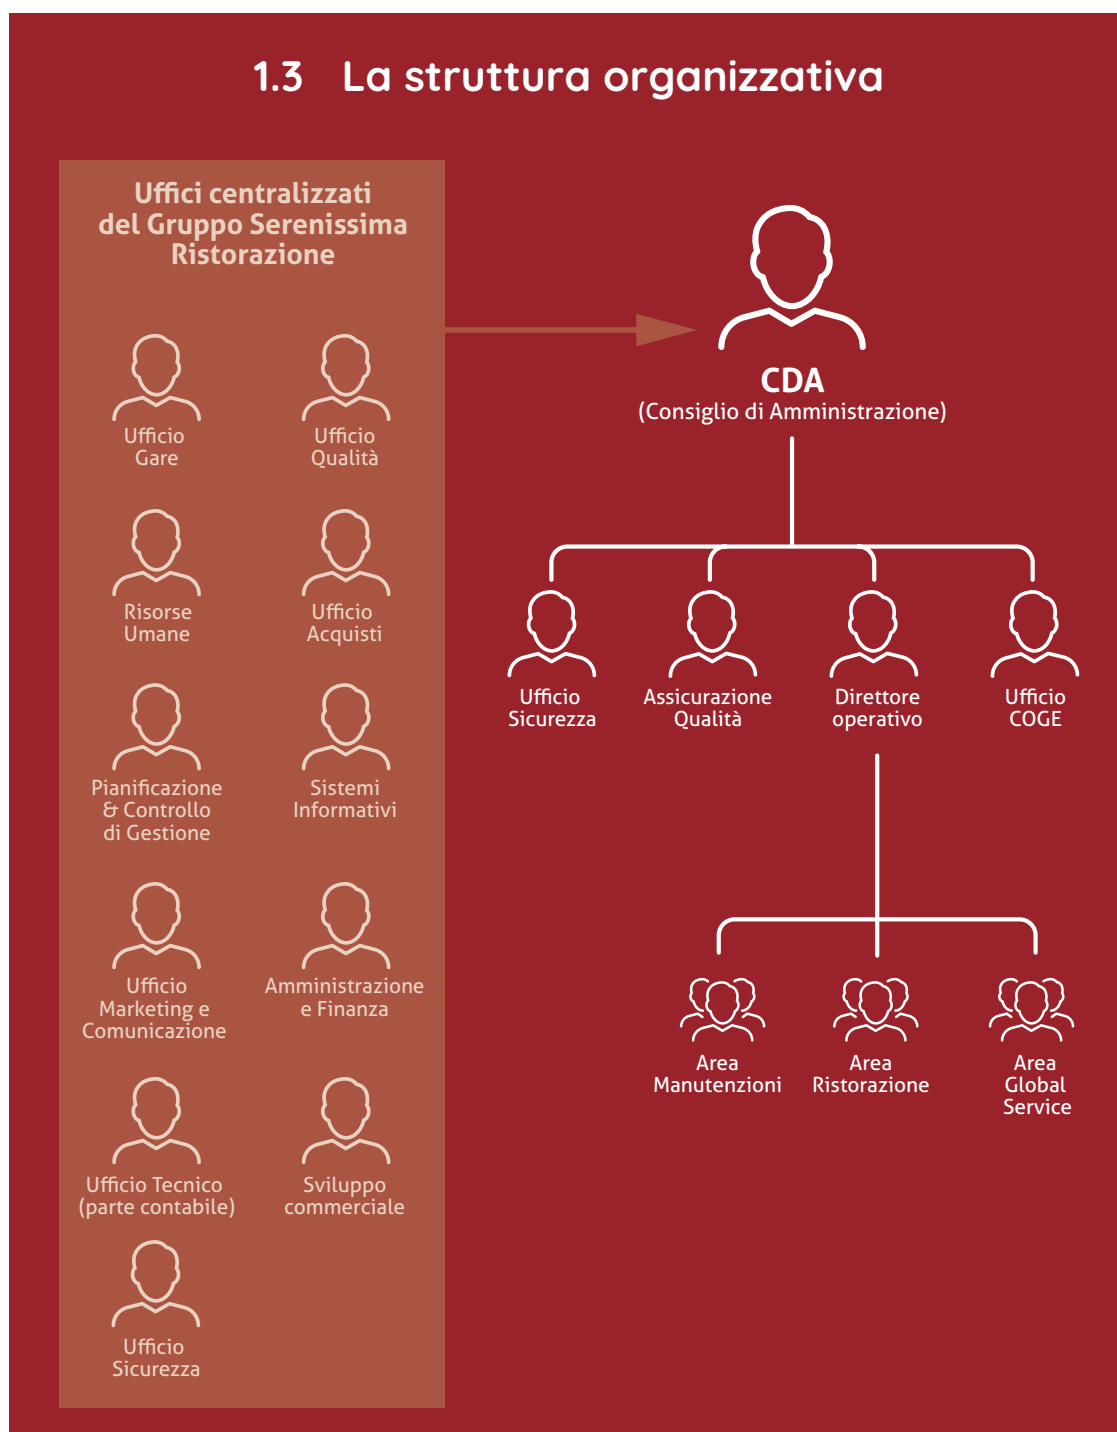 1.3 La struttura organizzativa
Uffici centralizzati
del Gruppo Serenissima
Ristorazione
Ufficio
Gare
Ufficio
Qualità
Risorse
Umane
Ufficio
Acquisti
Pianificazione
& Controllo
di Gestione
Sistemi
Informativi
Ufficio
Marketing e
Comunicazione
Amministrazione
e Finanza
Ufficio Tecnico
(parte contabile)
Sviluppo
commerciale
Ufficio
Sicurezza
CDA
(Consiglio di Amministrazione)
Ufficio
Sicurezza
Assicurazione
Qualità
Direttore
operativo
Ufficio
COGE
Area
Manutenzioni
Area
Ristorazione
Area
Global
Service